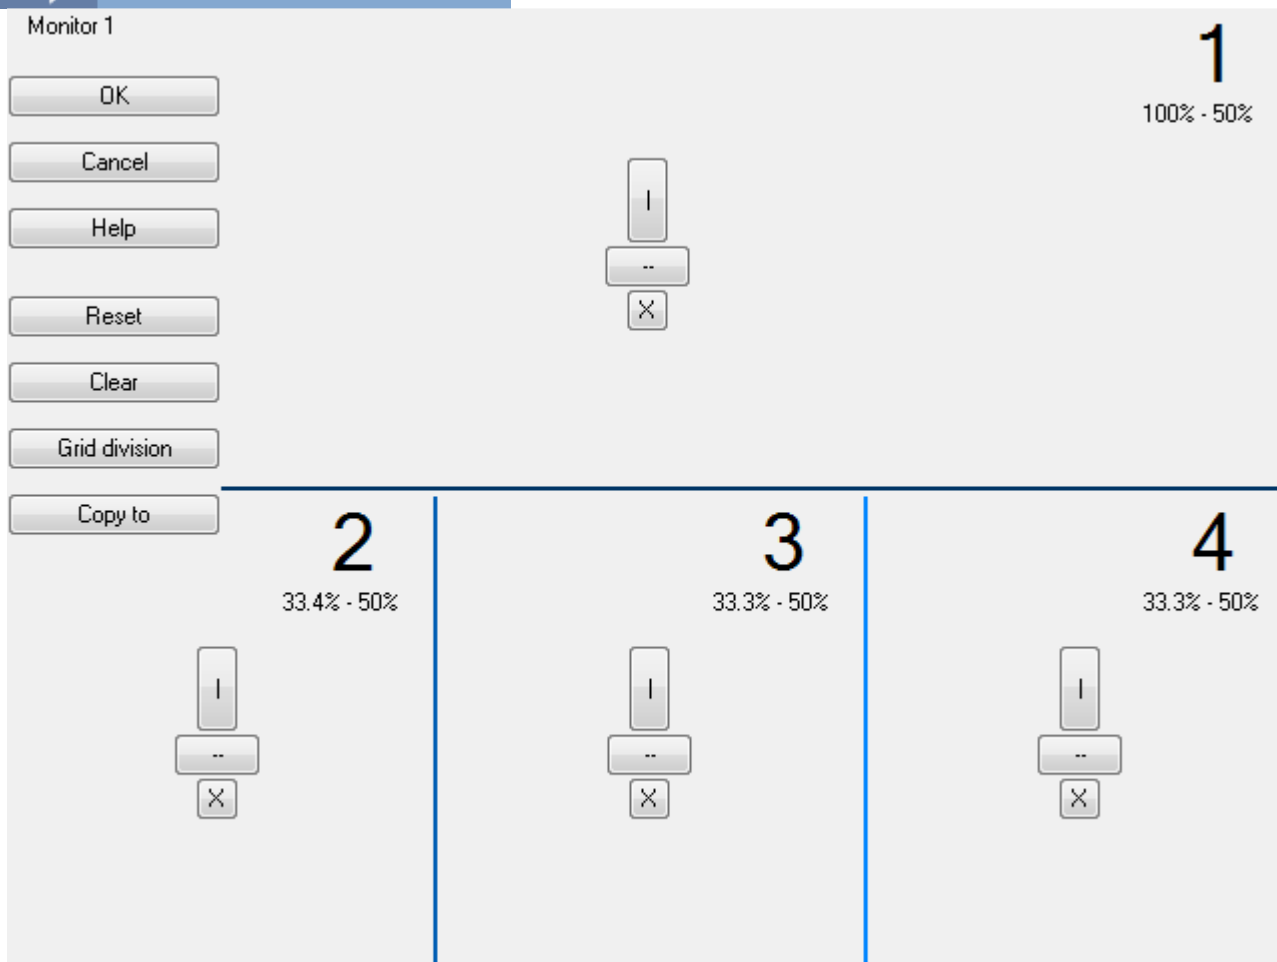 Monitor 1
1
100% - 50%
OK
Cancel
Help
Reset
Clear
Grid division
Copy to
I
--
X
2
33.4% - 50%
I
--
X
3
33.3% - 50%
I
--
X
4
33.3% - 50%
I
--
X